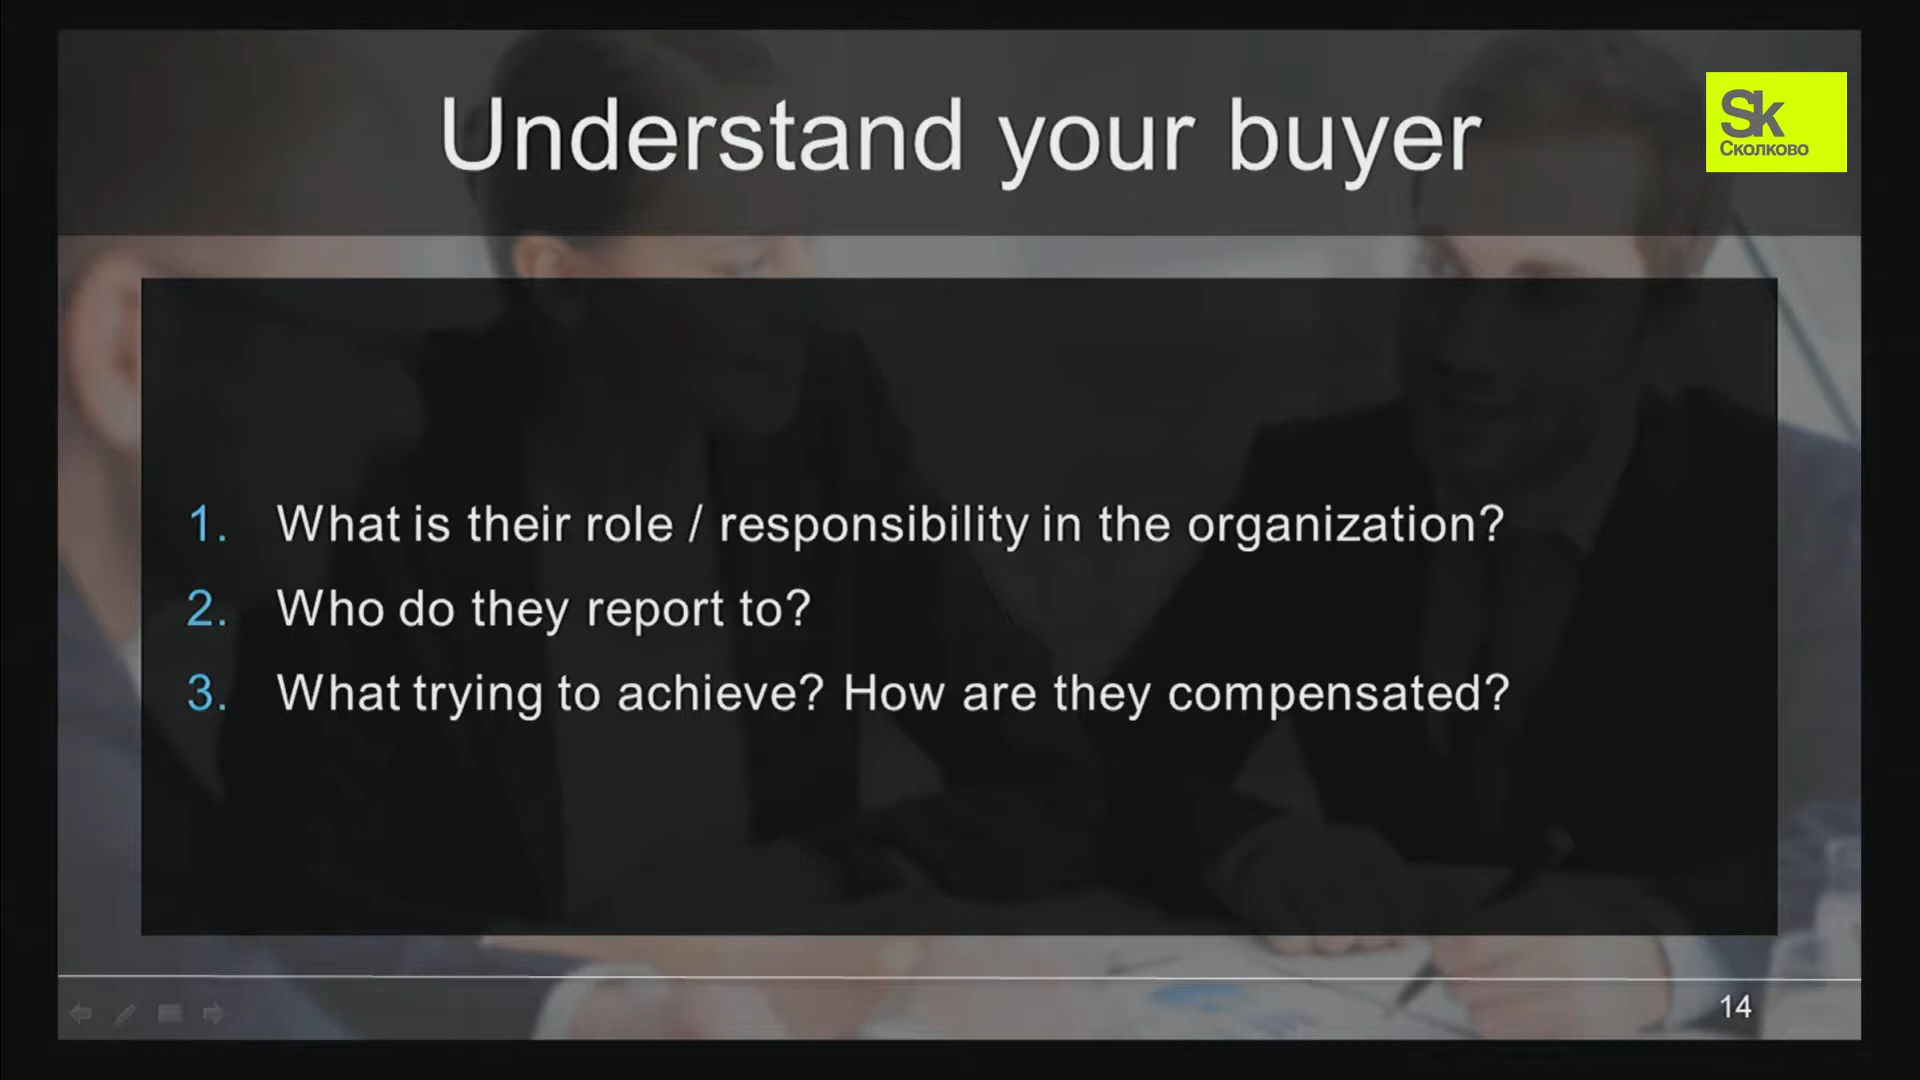 Understand your buyer
Sk
Сколково
1. What is their role / responsibility in the organization?
2. Who do they report to?
3. What trying to achieve? How are they compensated?
14